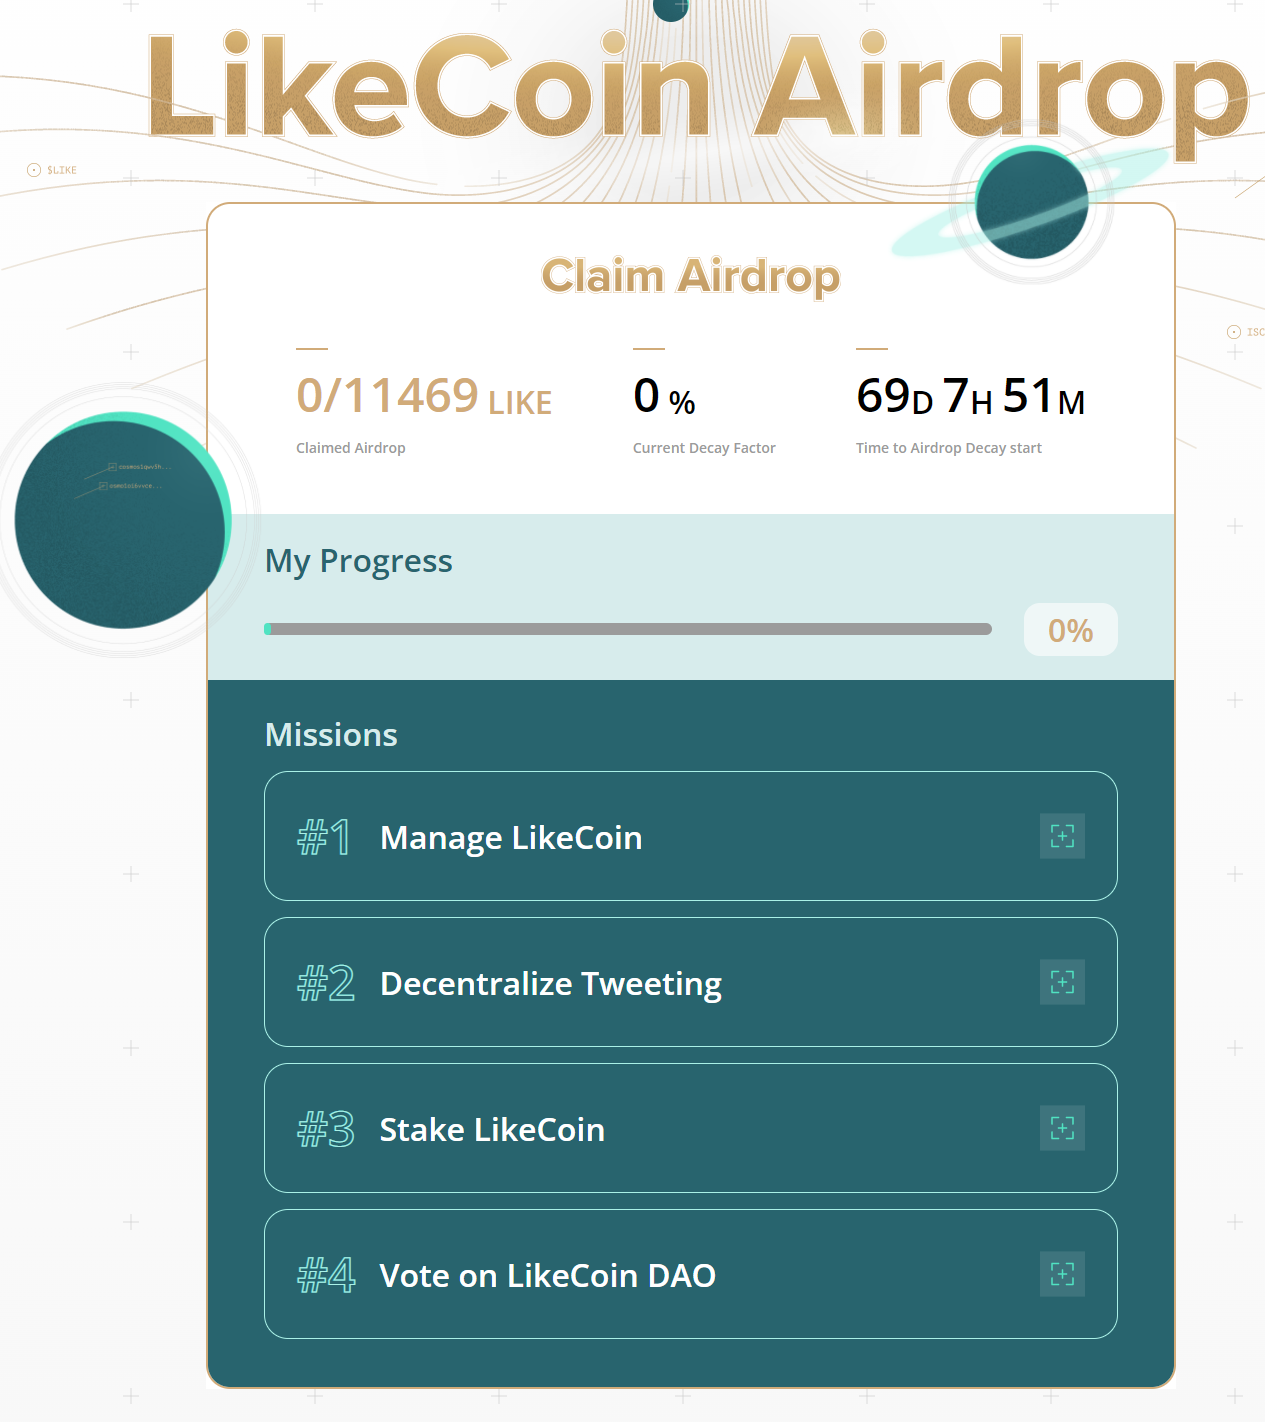 LikeCoin Airdrop
$LIKE
Claim Airdrop
ISC
0/11469 LIKE
Claimed Airdrop
0 %
Current Decay Factor
69D 7H 51M
Time to Airdrop Decay start
My Progress
0%
Missions
#1 Manage LikeCoin
#2 Decentralize Tweeting
#3 Stake LikeCoin
#4 Vote on LikeCoin DAO